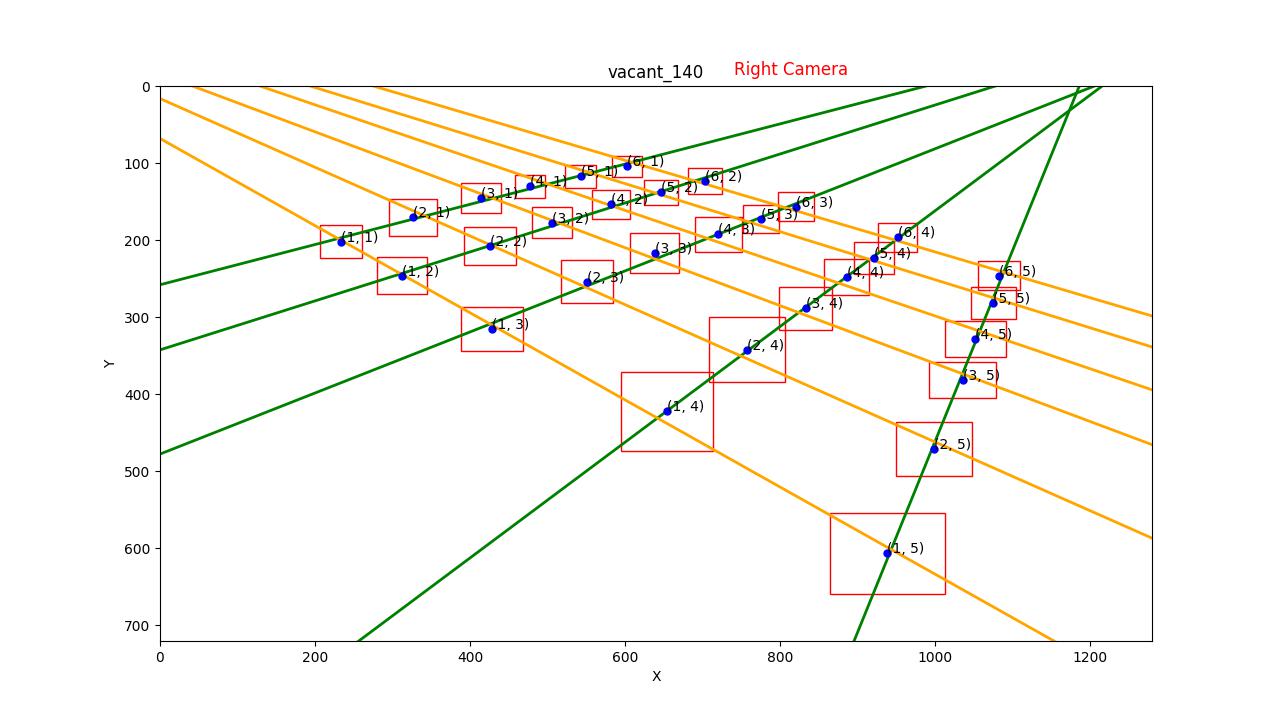 vacant_140 Right Camera
0
100
200
300
400
500
600
700
Y
(6, 1)
(5, 1) (6, 2)
(4, 1) (5, 2)
(3, 1) (4, 2) (6, 3)
(2, 1) (3, 2) (5, 3)
(1, 1) (2, 2) (3, 3) (4, 3) (6, 4)
(1, 2) (2, 3) (4, 4) (5, 4) (6, 5)
(1, 3) (3, 4) (5, 5)
(2, 4) (4, 5)
(1, 4) (3, 5)
(2, 5)
(1, 5)
0 200 400 600 800 1000 1200
X